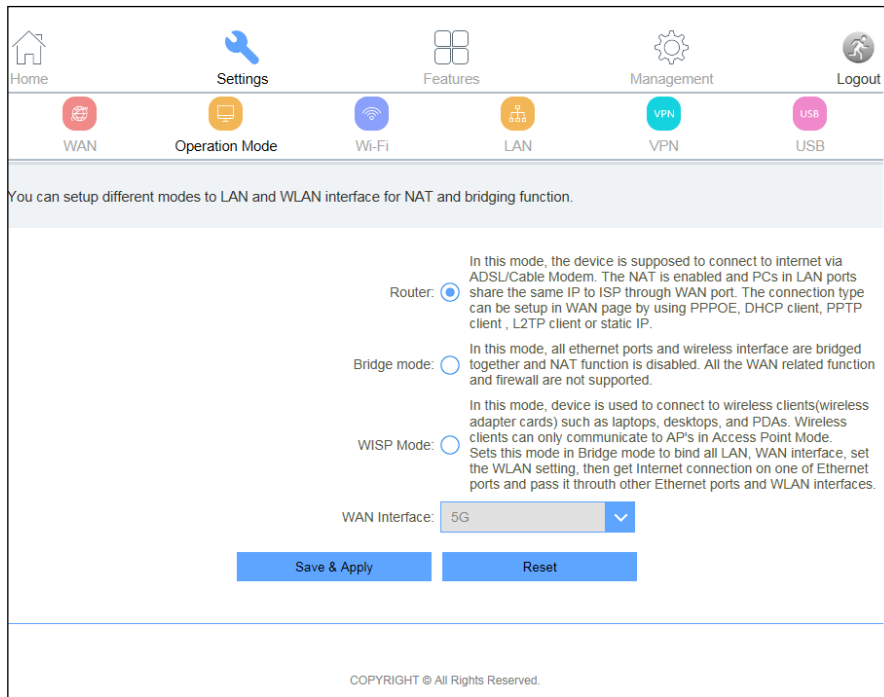 Home
Settings
Features
Management
Logout
VPN
USB
WAN
Operation Mode
Wi-Fi
LAN
VPN
USB
You can setup different modes to LAN and WLAN interface for NAT and bridging function.
Router:
In this mode, the device is supposed to connect to internet via
ADSL/Cable Modem. The NAT is enabled and PCs in LAN ports
share the same IP to ISP through WAN port. The connection type
can be setup in WAN page by using PPPOE, DHCP client, PPTP
client , L2TP client or static IP.
Bridge mode:
In this mode, all ethernet ports and wireless interface are bridged
together and NAT function is disabled. All the WAN related function
and firewall are not supported.
WISP Mode:
In this mode, device is used to connect to wireless clients(wireless
adapter cards) such as laptops, desktops, and PDAs. Wireless
clients can only communicate to AP's in Access Point Mode.
Sets this mode in Bridge mode to bind all LAN, WAN interface, set
the WLAN setting, then get Internet connection on one of Ethernet
ports and pass it throuth other Ethernet ports and WLAN interfaces.
WAN Interface: 5G
Save & Apply
Reset
COPYRIGHT © All Rights Reserved.